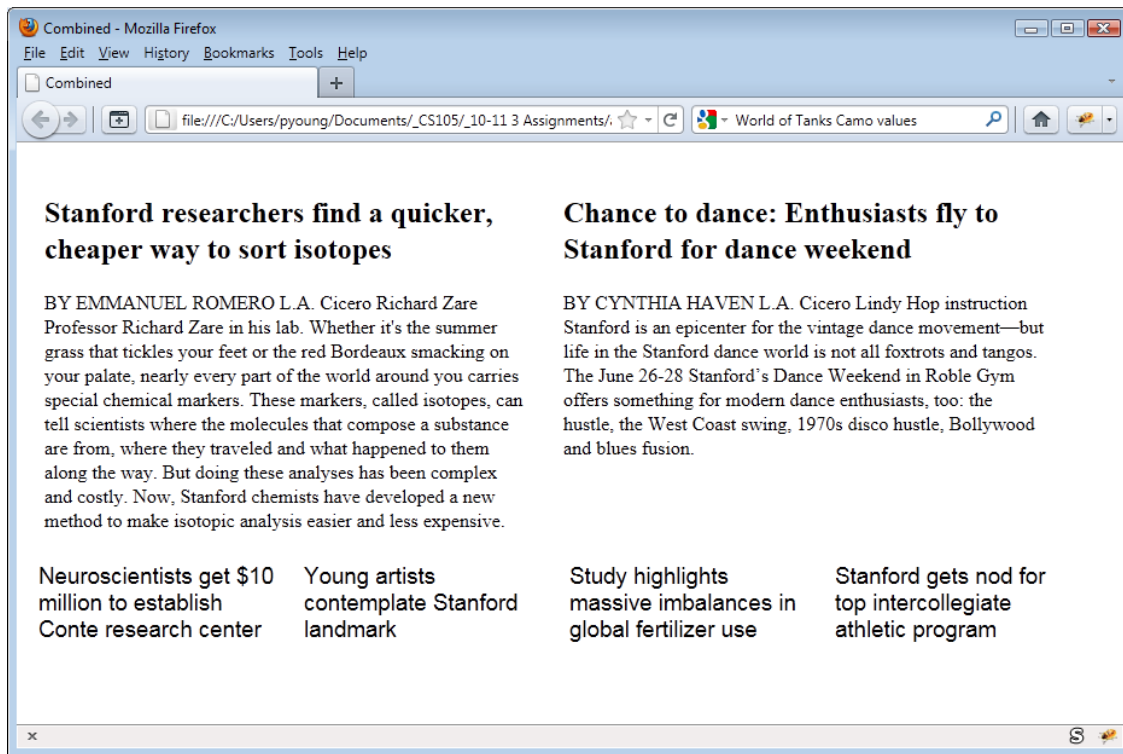 Combined - Mozilla Firefox
File Edit View History Bookmarks Tools Help
Combined
file:///C:/Users/pyoung/Documents/_CS105/_10-11 3 Assignments/
World of Tanks Camo values
Stanford researchers find a quicker,
cheaper way to sort isotopes
BY EMMANUEL ROMERO L.A. Cicero Richard Zare
Professor Richard Zare in his lab. Whether it's the summer
grass that tickles your feet or the red Bordeaux smacking on
your palate, nearly every part of the world around you carries
special chemical markers. These markers, called isotopes, can
tell scientists where the molecules that compose a substance
are from, where they traveled and what happened to them
along the way. But doing these analyses has been complex
and costly. Now, Stanford chemists have developed a new
method to make isotopic analysis easier and less expensive.
Chance to dance: Enthusiasts fly to
Stanford for dance weekend
BY CYNTHIA HAVEN L.A. Cicero Lindy Hop instruction
Stanford is an epicenter for the vintage dance movement—but
life in the Stanford dance world is not all foxtrots and tangos.
The June 26-28 Stanford’s Dance Weekend in Roble Gym
offers something for modern dance enthusiasts, too: the
hustle, the West Coast swing, 1970s disco hustle, Bollywood
and blues fusion.
Neuroscientists get $10
million to establish
Conte research center
Young artists
contemplate Stanford
landmark
Study highlights
massive imbalances in
global fertilizer use
Stanford gets nod for
top intercollegiate
athletic program